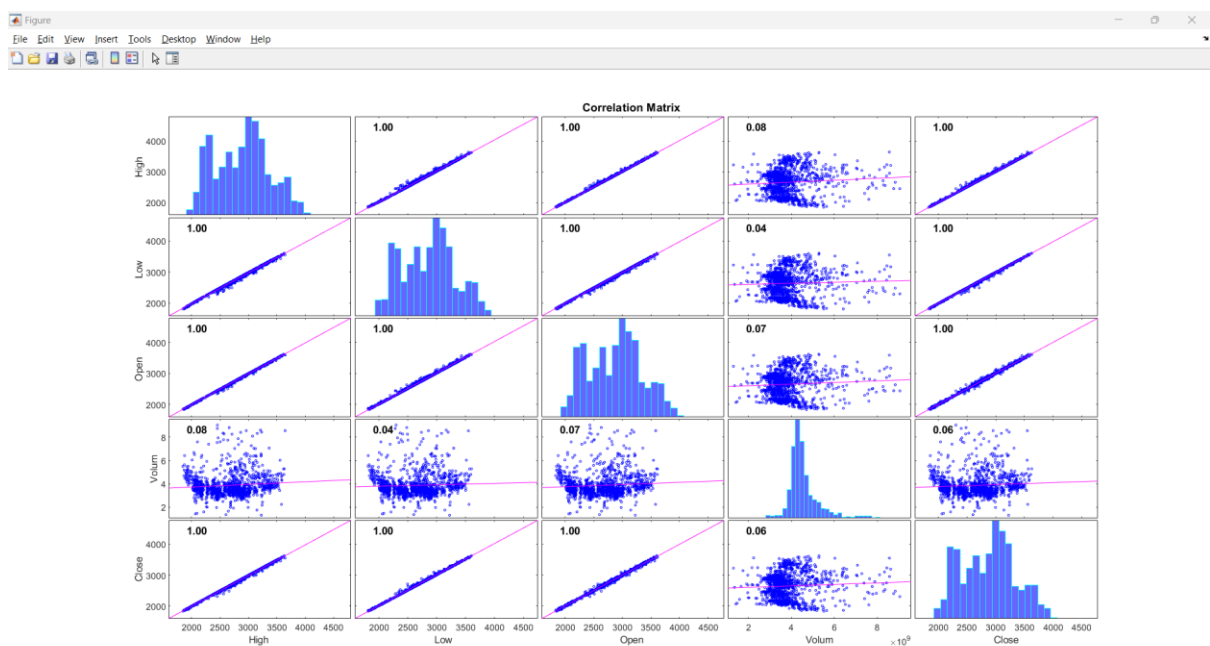 Figure
File Edit View Insert Tools Desktop Window Help
Correlation Matrix
1.00 1.00 0.08 1.00
4000
3000
2000
High
1.00 1.00 0.04 1.00
4000
3000
2000
Low
1.00 1.00 0.07 1.00
4000
3000
2000
Open
0.08 0.04 0.07 0.06
8
6
4
2
Volum
1.00 1.00 1.00 0.06
4000
3000
2000
Close
2000 2500 3000 3500 4000 4500 2000 2500 3000 3500 4000 4500 2000 2500 3000 3500 4000 4500 2 4 6 8 2000 2500 3000 3500 4000 4500
High Low Open Volum ×10⁹ Close